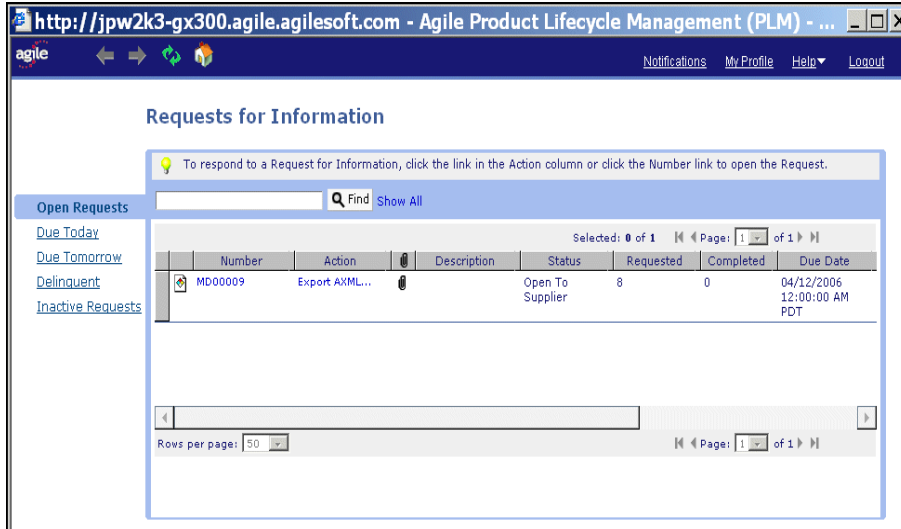 http://jpw2k3-gx300.agile.agilesoft.com - Agile Product Lifecycle Management (PLM) - ...
agile
Notifications My Profile Help Logout
Requests for Information
To respond to a Request for Information, click the link in the Action column or click the Number link to open the Request.
Find Show All
Open Requests
Due Today
Due Tomorrow
Delinquent
Inactive Requests
Selected: 0 of 1 Page: 1 of 1
Number Action Description Status Requested Completed Due Date
MD00009 Export AXML... Open To 8 0 04/12/2006
Supplier 12:00:00 AM
PDT
Rows per page: 50 Page: 1 of 1